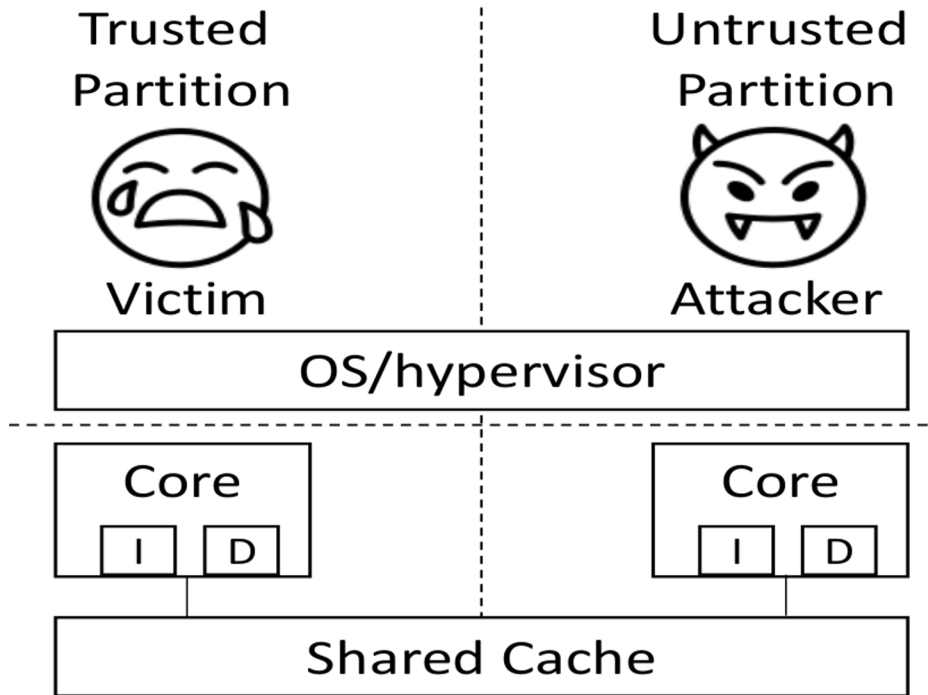 Trusted
Partition
Victim
Untrusted
Partition
Attacker
OS/hypervisor
Core
I D
Core
I D
Shared Cache